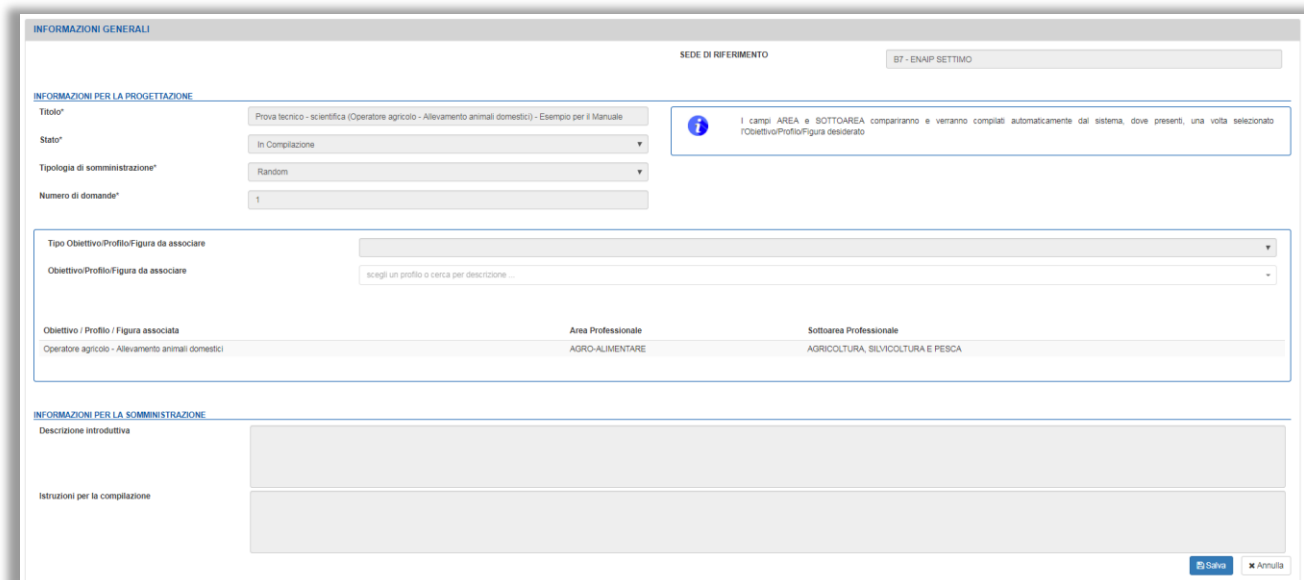 INFORMAZIONI GENERALI
SEDE DI RIFERIMENTO
B7 - ENAIP SETTIMO
INFORMAZIONI PER LA PROGETTAZIONE
Titolo*
Prova tecnico - scientifica (Operatore agricolo - Allevamento animali domestici) - Esempio per il Manuale
I campi AREA e SOTTOAREA compariranno e verranno compilati automaticamente dal sistema, dove presenti, una volta selezionato
l'Obiettivo/Profilo/Figura desiderato
Stato*
In Compilazione
Tipologia di somministrazione*
Random
Numero di domande*
1
Tipo Obiettivo/Profilo/Figura da associare
Obiettivo/Profilo/Figura da associare
scegli un profilo o cerca per descrizione ...
Obiettivo / Profilo / Figura associata Area Professionale Sottoarea Professionale
Operatore agricolo - Allevamento animali domestici AGRO-ALIMENTARE AGRICOLTURA, SILVICOLTURA E PESCA
INFORMAZIONI PER LA SOMMINISTRAZIONE
Descrizione introduttiva
Istruzioni per la compilazione
Salva
Annulla